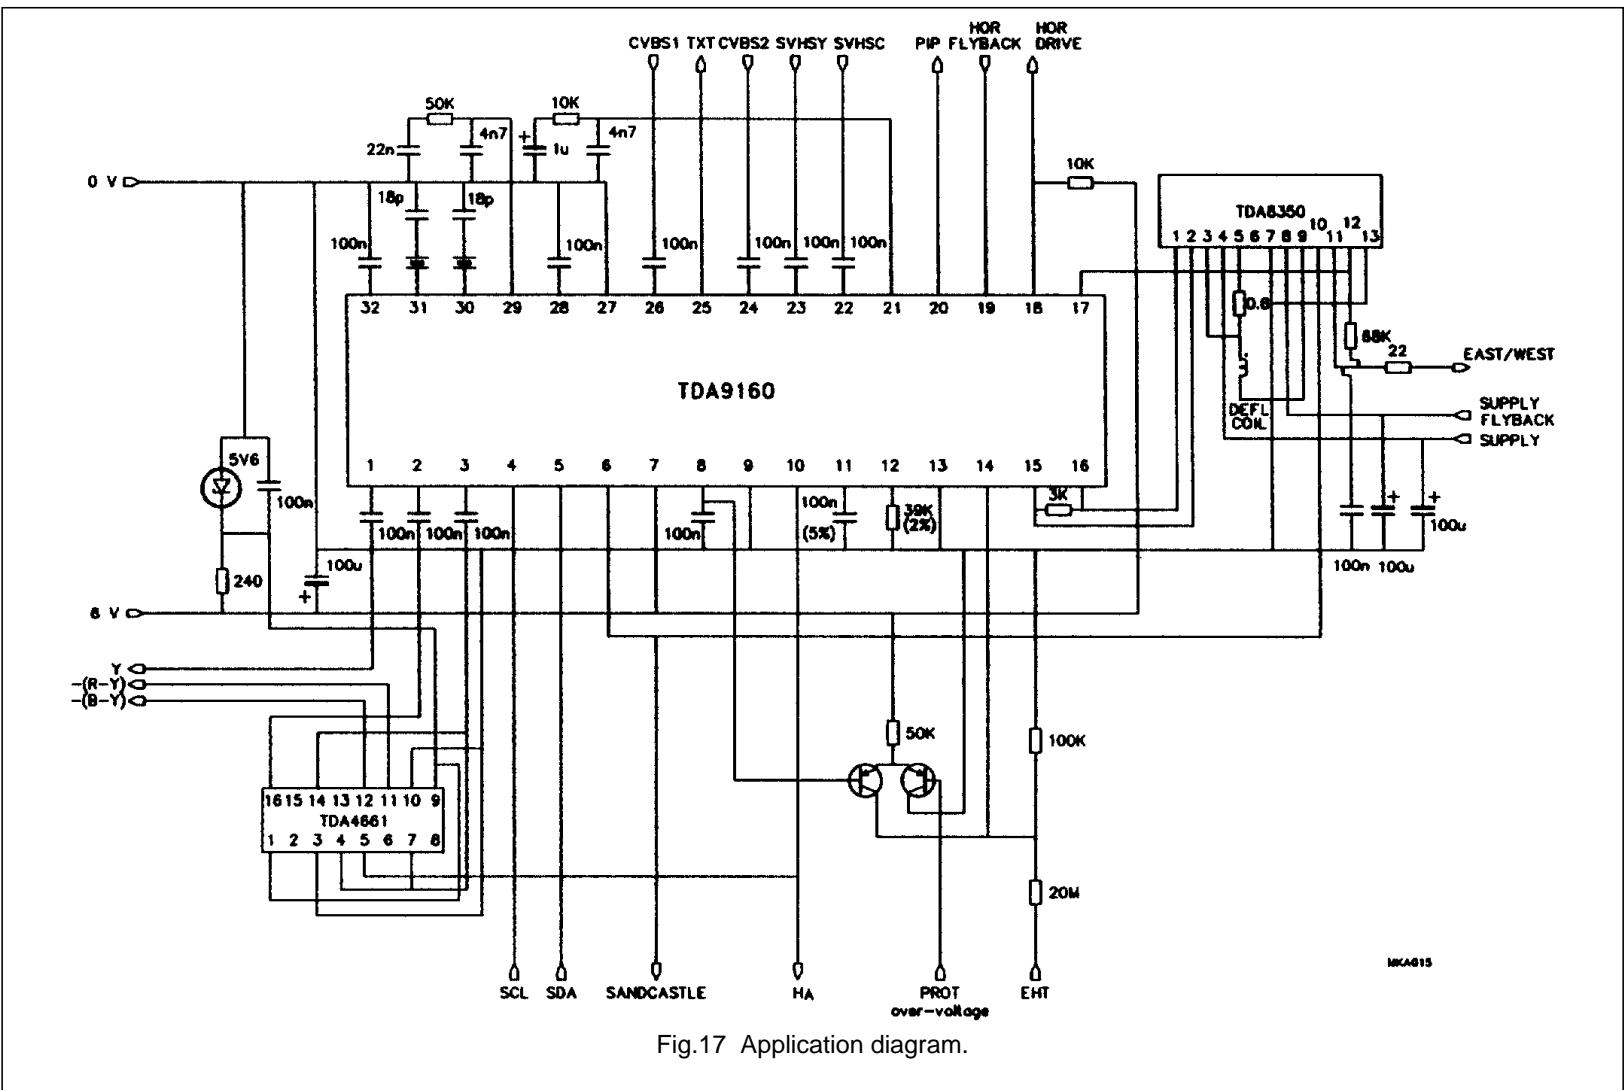 HOR HOR
CVBS1 TXT CVBS2 SVHSY SVHSC PIP FLYBACK DRIVE
50K 10K
4n7 4n7
22n + 1u
10K
0 V
18p 18p
TDA8350
1 2 3 4 5 6 7 8 9 10 11 12 13
100n 100n 100n 100n 100n 100n
32 31 30 29 28 27 26 25 24 23 22 21 20 19 18 17
0.8
68K
22 EAST/WEST
TDA9160
SUPPLY
FLYBACK
DEFL
COIL
SUPPLY
5V6
1 2 3 4 5 6 7 8 9 10 11 12 13 14 15 16
100n
3K
100n 39K
(5%) (2%)
+ +
100n 100n 100n 100n 100u
100u 100n 100u
240
+
8 V
Y
-(R-Y)
-(B-Y)
50K 100K
16 15 14 13 12 11 10 9
TDA4661
1 2 3 4 5 6 7 8
20M
MKA615
SCL SDA SANDCASTLE HA PROT EHT
over-voltage
Fig.17 Application diagram.